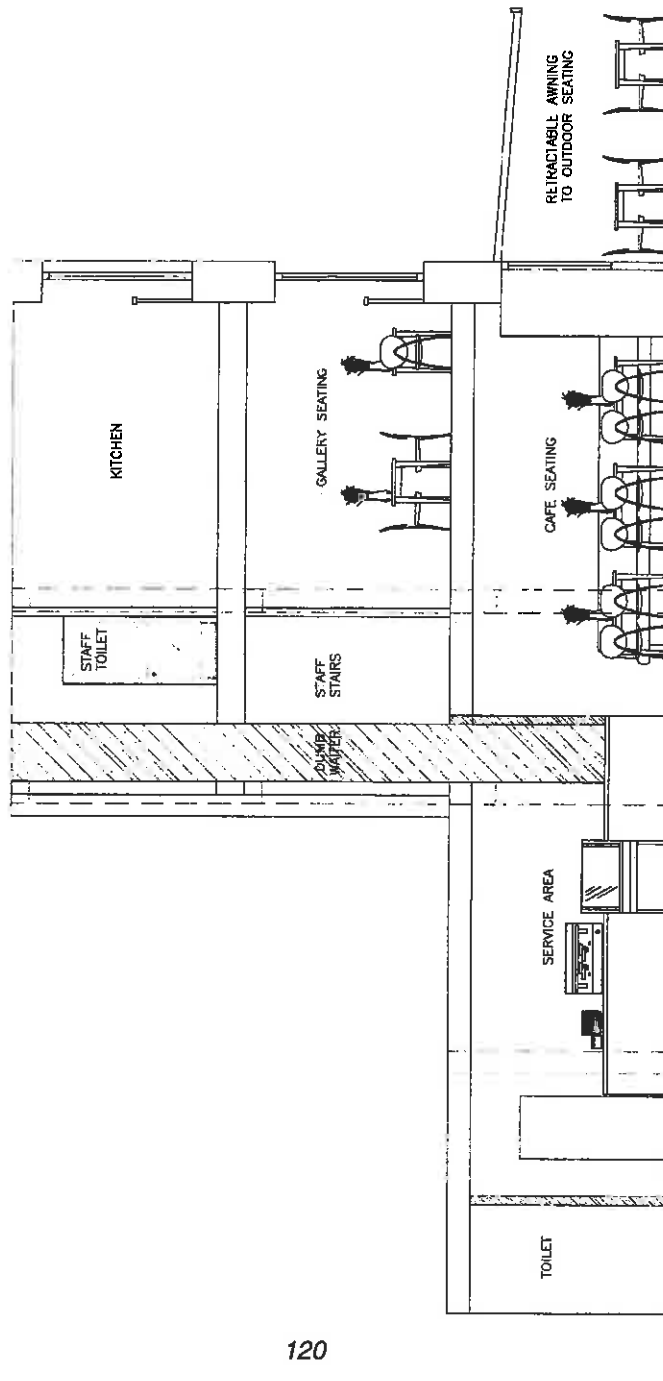 RETRACTABLE AWNING
TO OUTDOOR SEATING
KITCHEN
GALLERY SEATING
CAFE SEATING
STAFF
TOILET
STAFF
STAIRS
DUMB
WAITER
SERVICE AREA
TOILET
120